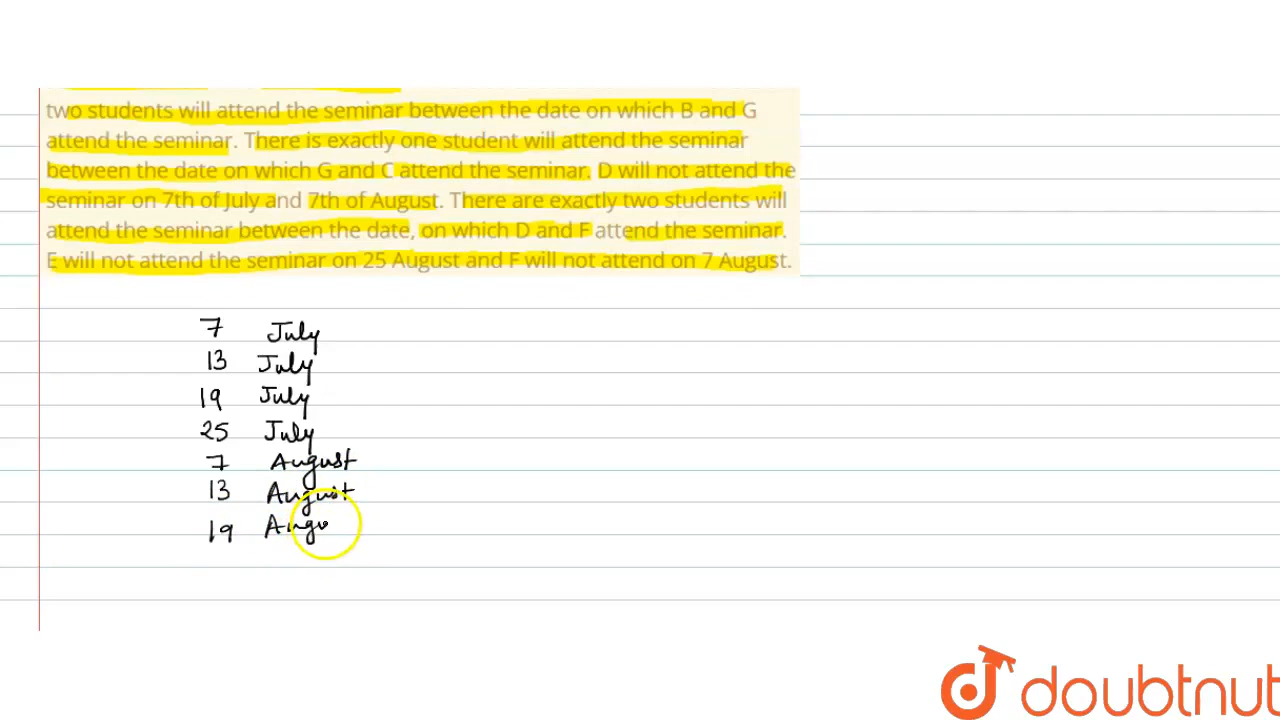 two students will attend the seminar between the date on which B and G
attend the seminar. There is exactly one student will attend the seminar
between the date on which G and C attend the seminar. D will not attend the
seminar on 7th of July and 7th of August. There are exactly two students will
attend the seminar between the date, on which D and F attend the seminar.
E will not attend the seminar on 25 August and F will not attend on 7 August.
7 July
13 July
19 July
25 July
7 August
13 August
19 Augu
doubtnut